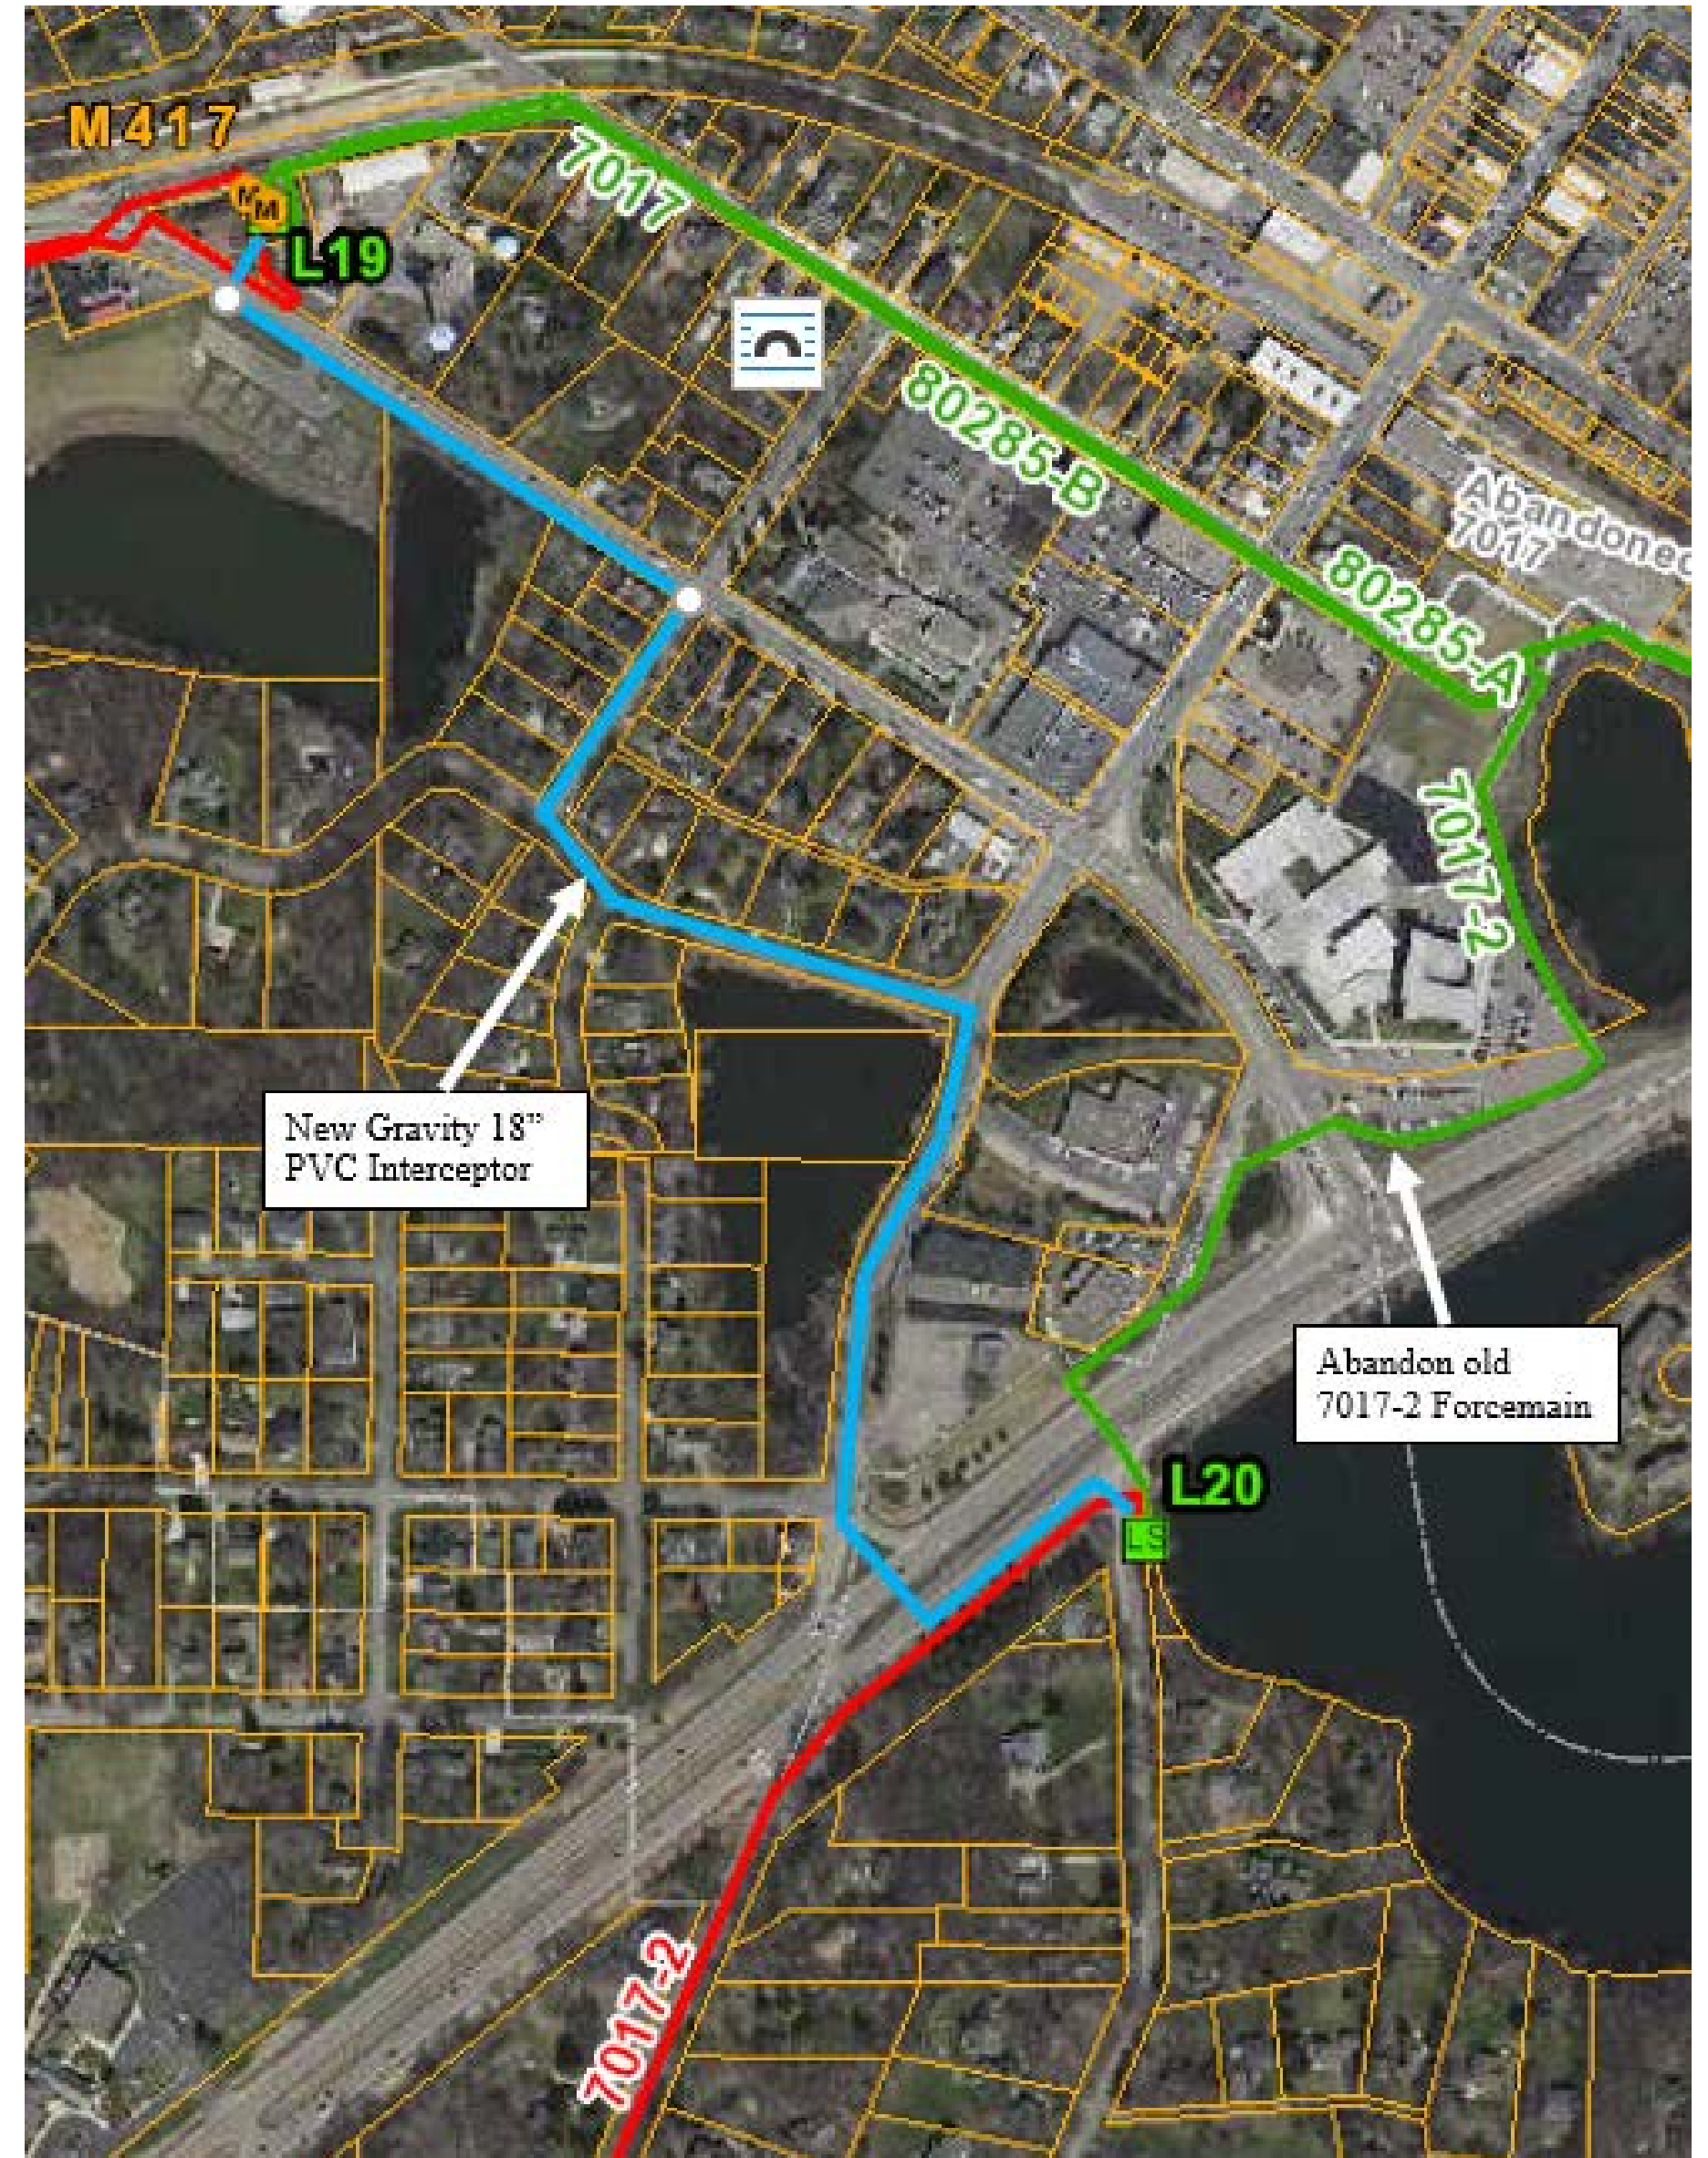 M417
M
M
L19
7017
80285-B
Abandoned
7017
80285-A
7017-2
New Gravity 18”
PVC Interceptor
Abandon old
7017-2 Forcemain
L20
LS
7017-2